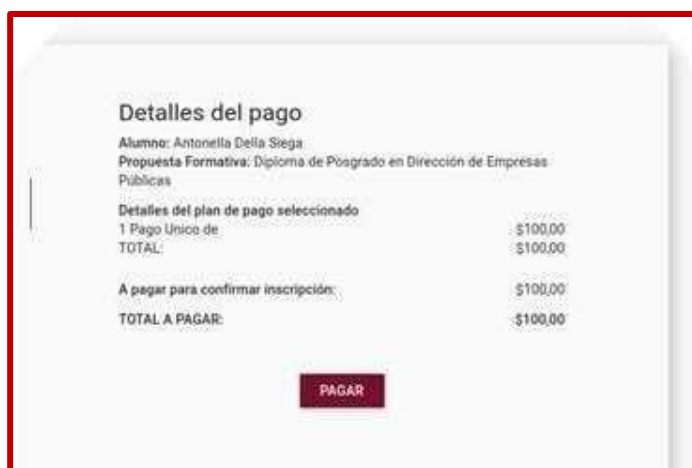 Detalles del pago
Alumno: Antonella Della Siega
Propuesta Formativa: Diploma de Posgrado en Dirección de Empresas
Públicas
Detalles del plan de pago seleccionado
1 Pago Unico de $100,00
TOTAL: $100,00
A pagar para confirmar inscripción: $100,00
TOTAL A PAGAR: $100,00
PAGAR